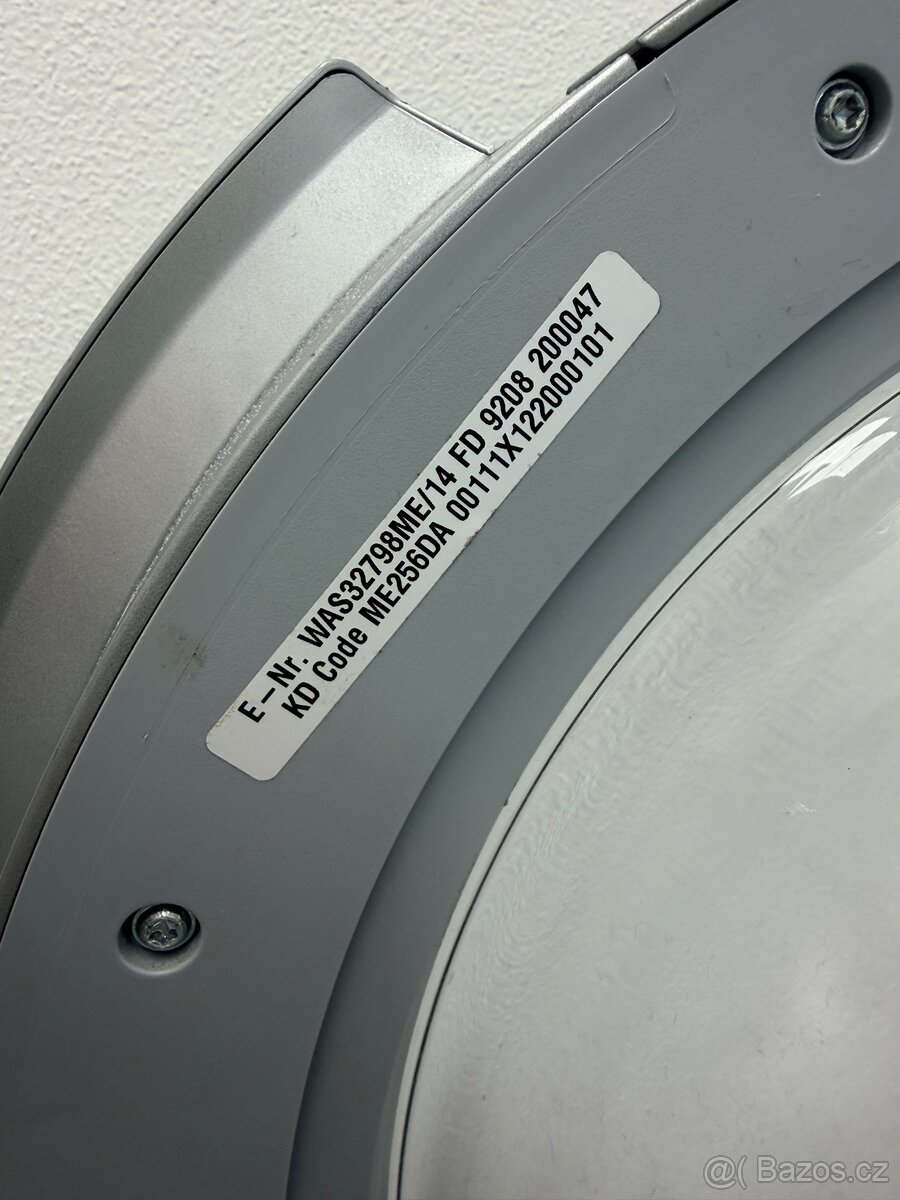 E-Nr. WAS32798ME/14 FD 9208 200047
KD Code ME256DA 00111X122000101
@( Bazos.cz